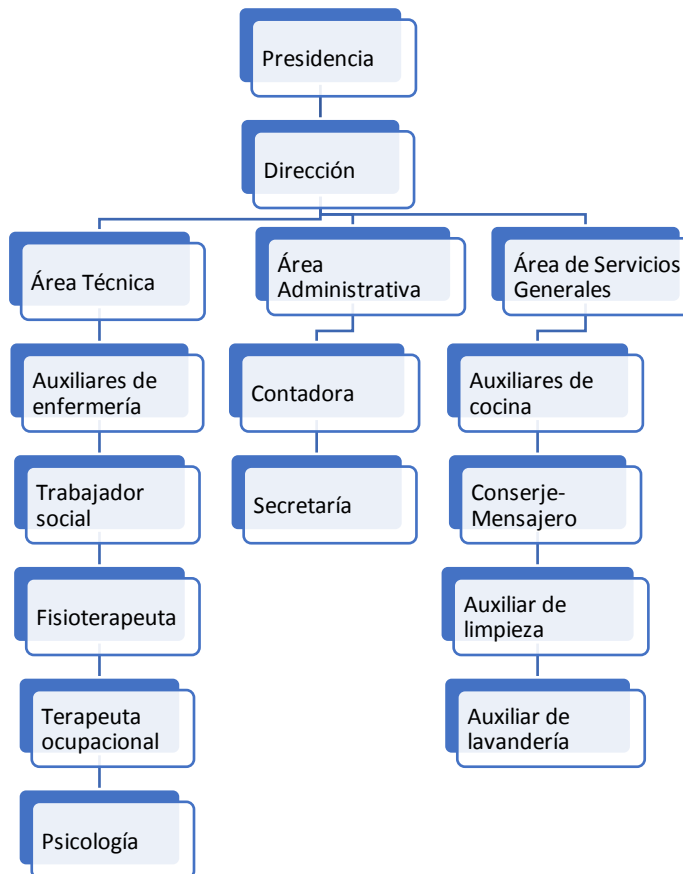 Presidencia
Dirección
Área Técnica
Área
Administrativa
Área de Servicios
Generales
Auxiliares de
enfermería
Contadora
Auxiliares de
cocina
Trabajador
social
Secretaría
Conserje-
Mensajero
Fisioterapeuta
Auxiliar de
limpieza
Terapeuta
ocupacional
Auxiliar de
lavandería
Psicología